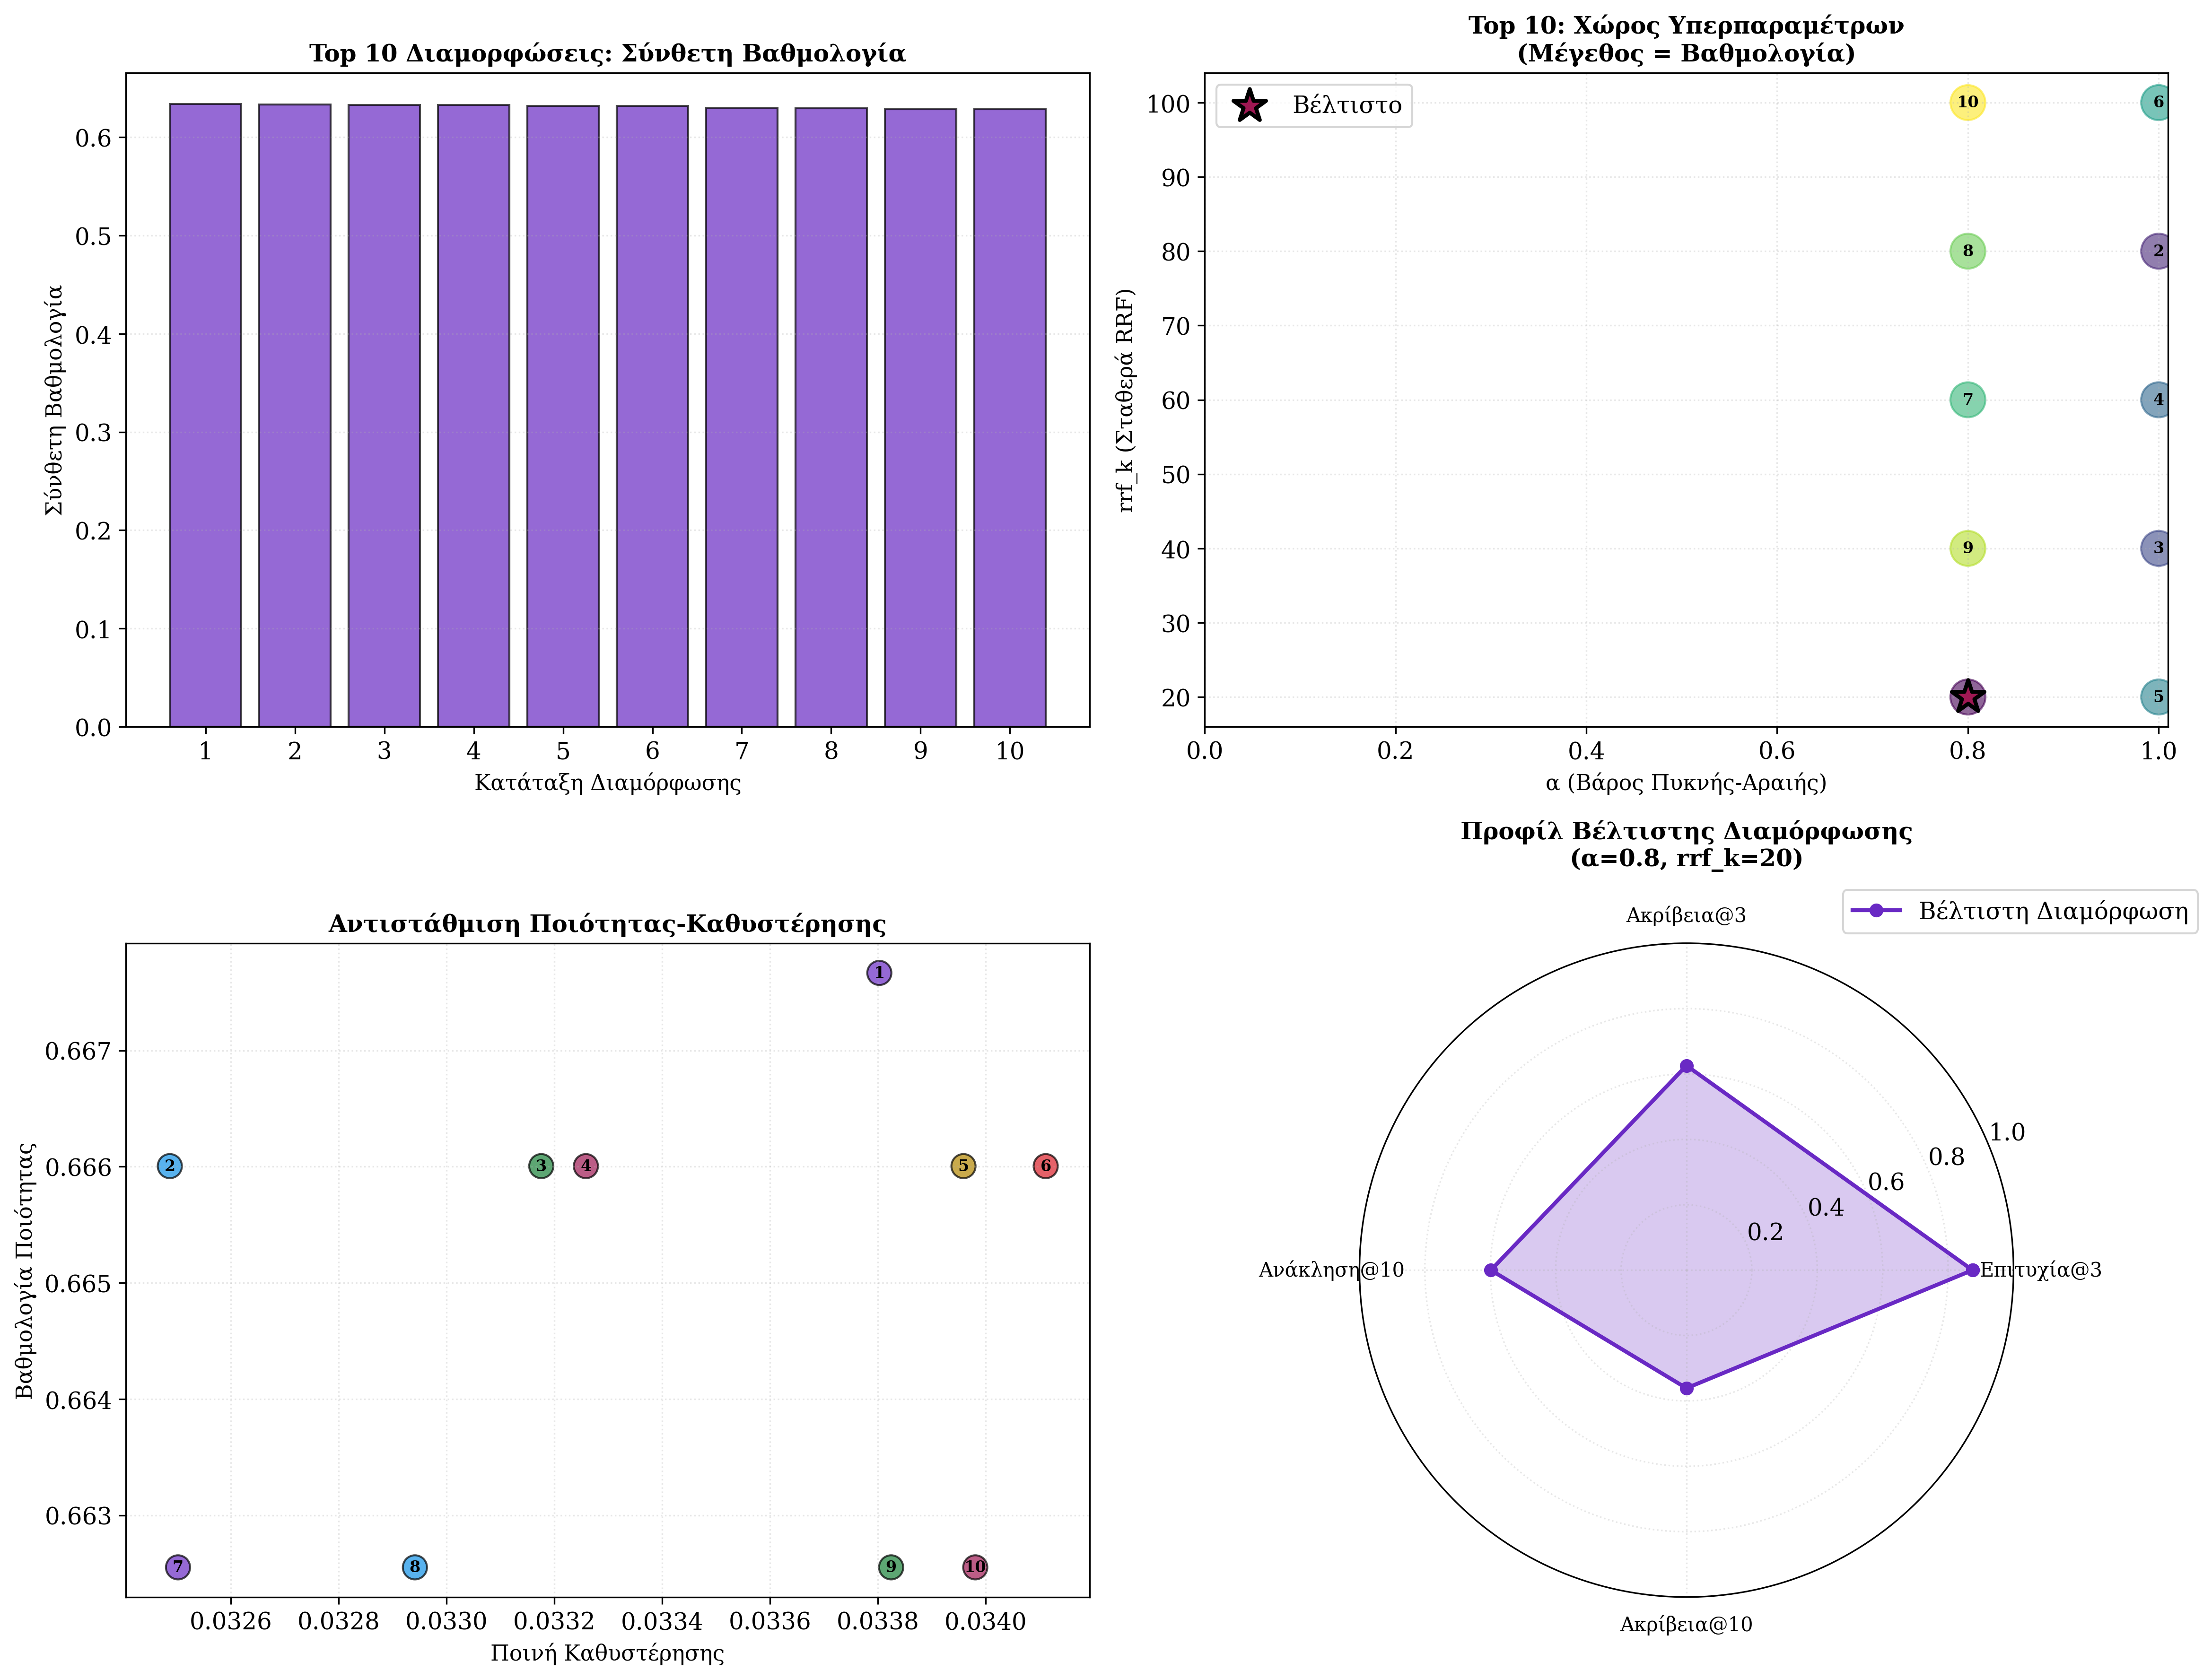 Top 10 Διαμορφώσεις: Σύνθετη Βαθμολογία
Σύνθετη Βαθμολογία
0.6
0.5
0.4
0.3
0.2
0.1
0.0
1 2 3 4 5 6 7 8 9 10
Κατάταξη Διαμόρφωσης
Top 10: Χώρος Υπερπαραμέτρων
(Μέγεθος = Βαθμολογία)
Βέλτιστο
rrf_k (Σταθερά RRF)
100
90
80
70
60
50
40
30
20
10 6
8 2
7 4
9 3
5
0.0 0.2 0.4 0.6 0.8 1.0
α (Βάρος Πυκνής-Αραιής)
Αντιστάθμιση Ποιότητας-Καθυστέρησης
Βαθμολογία Ποιότητας
0.667
0.666
0.665
0.664
0.663
1
2 3 4 5 6
7 8 9 10
0.0326 0.0328 0.0330 0.0332 0.0334 0.0336 0.0338 0.0340
Ποινή Καθυστέρησης
Προφίλ Βέλτιστης Διαμόρφωσης
(α=0.8, rrf_k=20)
Βέλτιστη Διαμόρφωση
Ακρίβεια@3
1.0
0.8
0.6
0.4
0.2
Ανάκληση@10
Επιτυχία@3
Ακρίβεια@10